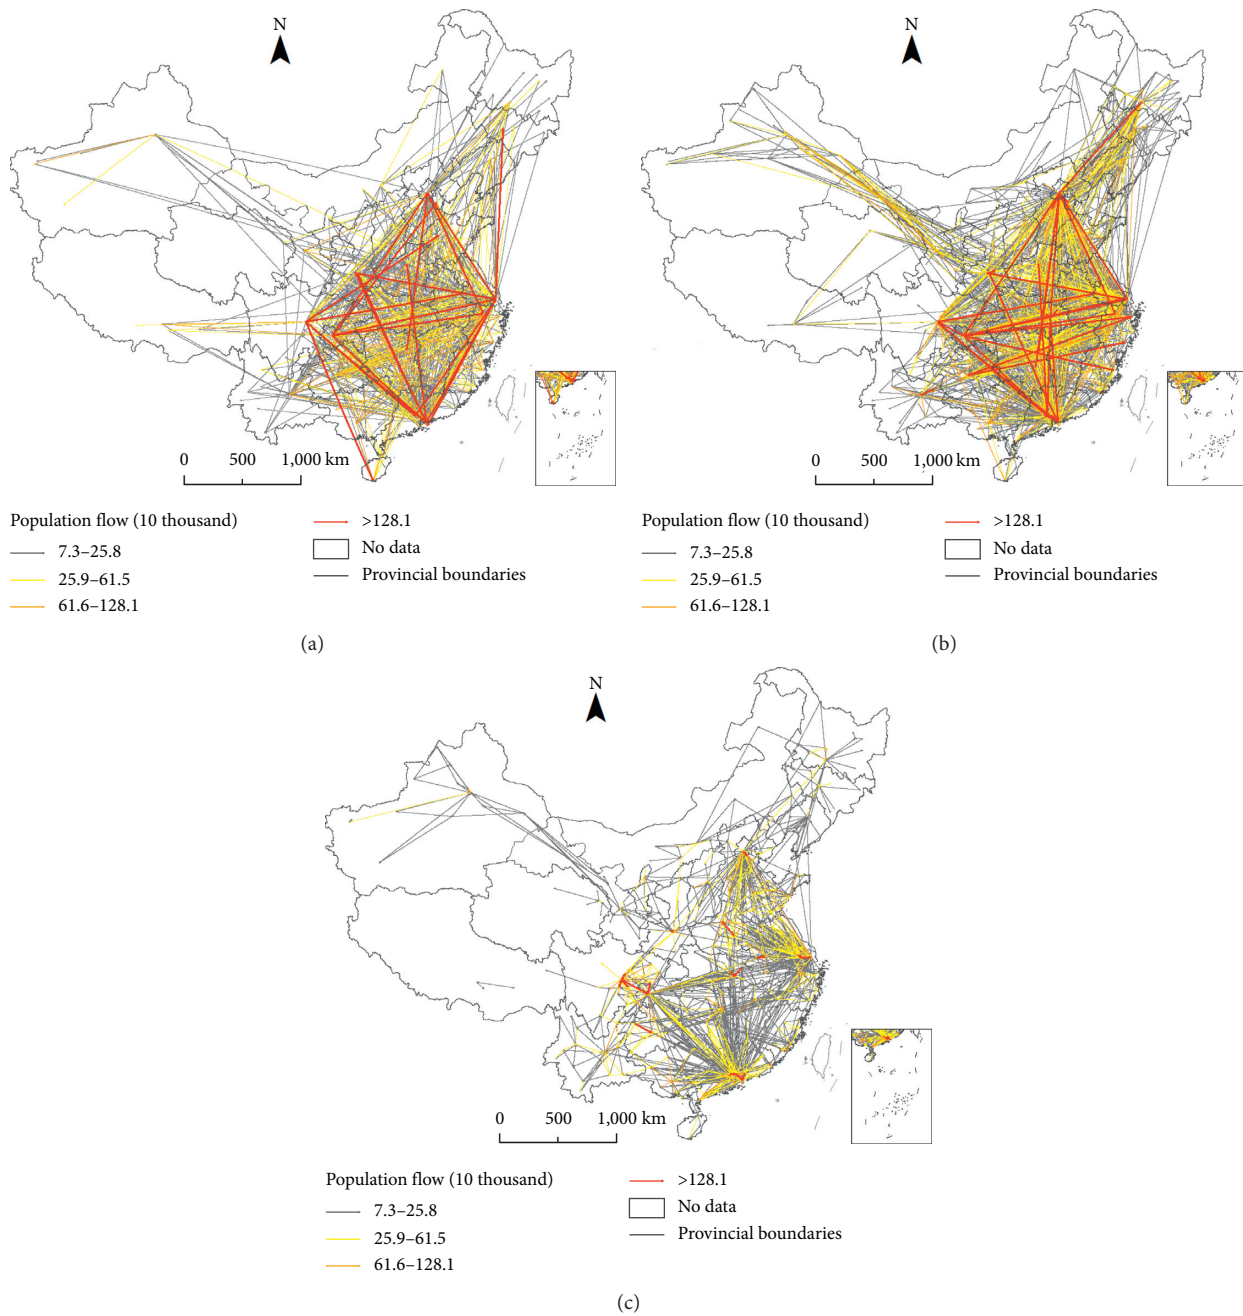 N
0 500 1,000 km
Population flow (10 thousand)
7.3–25.8
25.9–61.5
61.6–128.1
>128.1
No data
Provincial boundaries
(a)
N
0 500 1,000 km
Population flow (10 thousand)
7.3–25.8
25.9–61.5
61.6–128.1
>128.1
No data
Provincial boundaries
(b)
N
0 500 1,000 km
Population flow (10 thousand)
7.3–25.8
25.9–61.5
61.6–128.1
>128.1
No data
Provincial boundaries
(c)